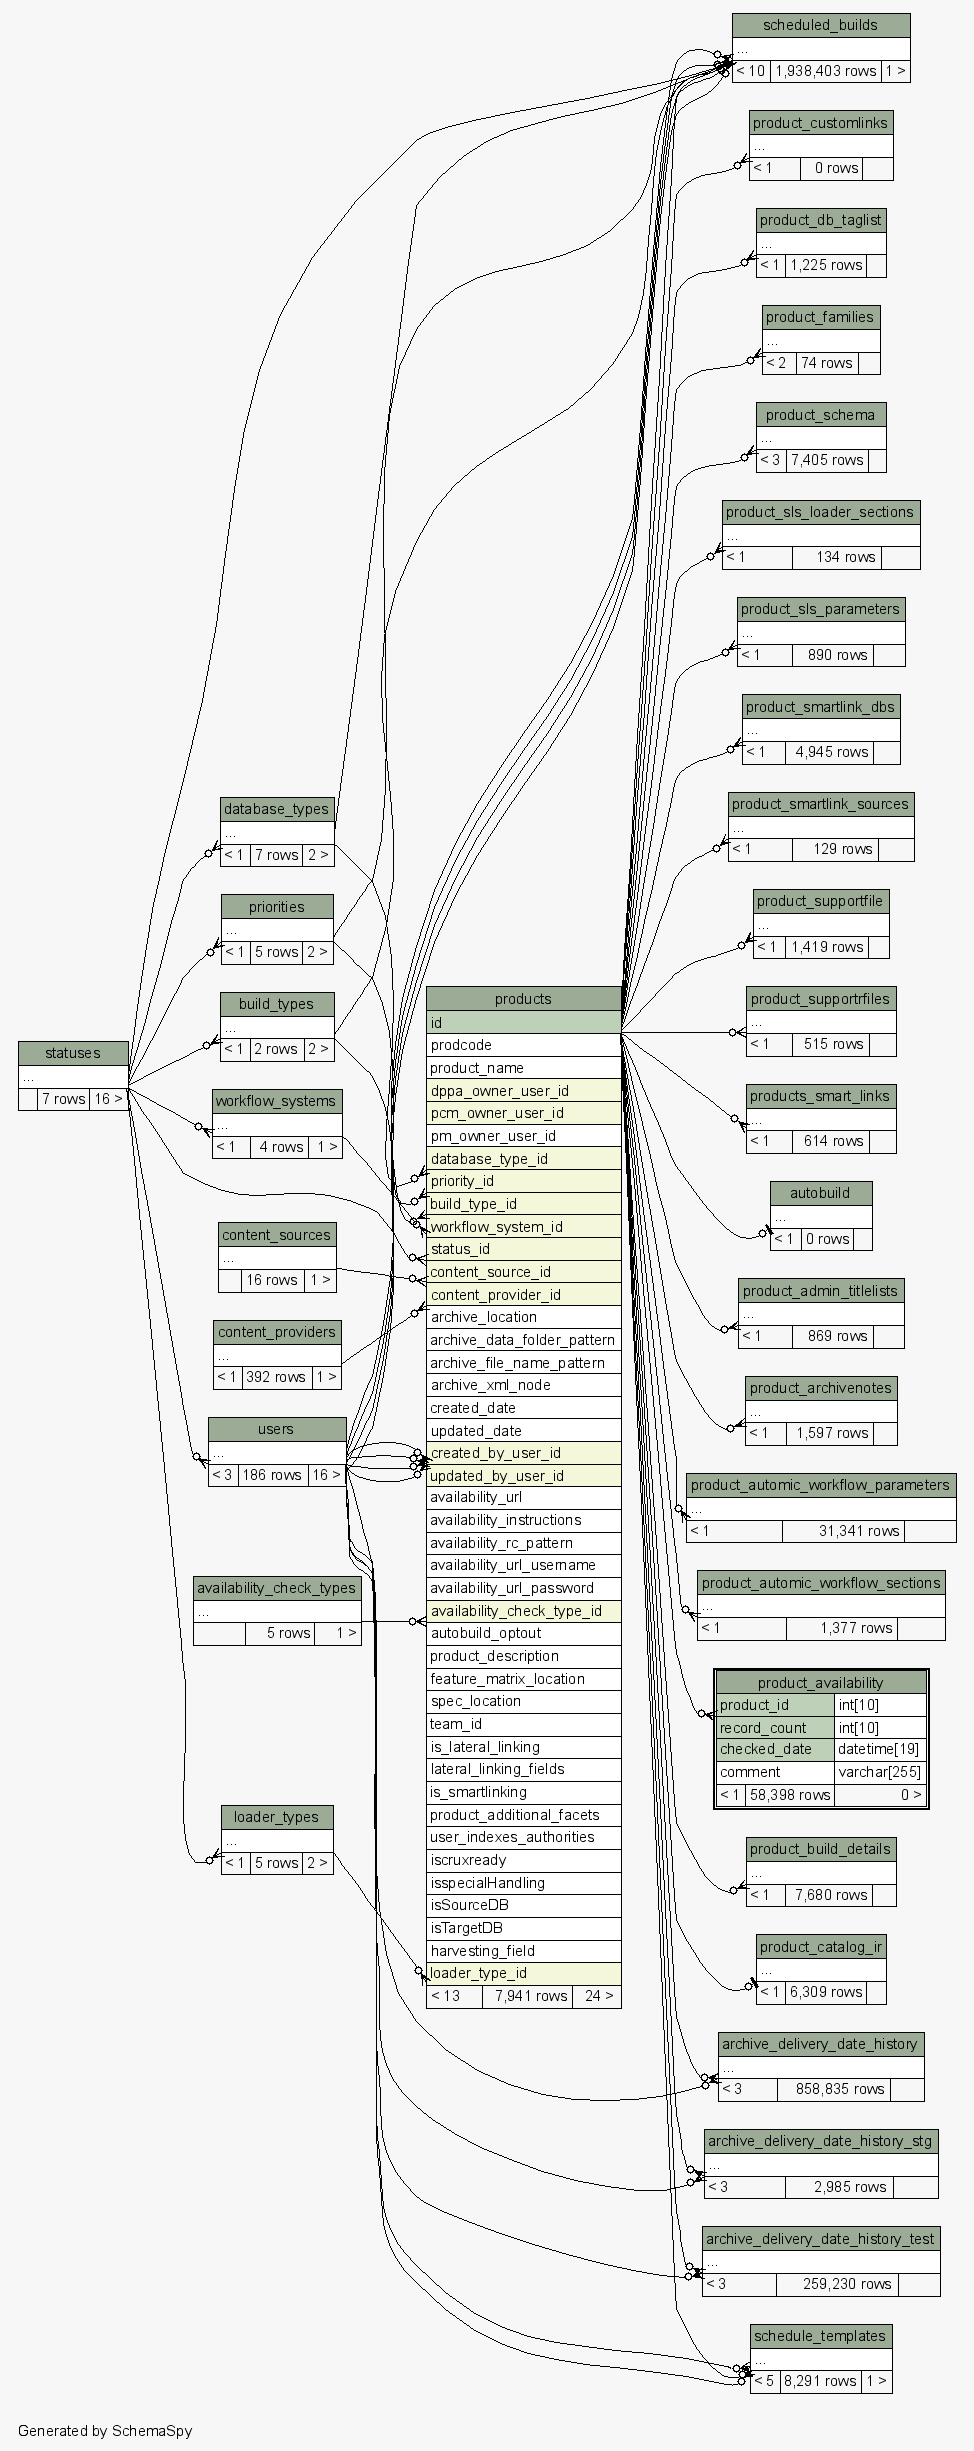 scheduled_builds
...
< 10 1,938,403 rows 1 >
product_customlinks
...
< 1 0 rows
product_db_taglist
...
< 1 1,225 rows
product_families
...
< 2 74 rows
product_schema
...
< 3 7,405 rows
product_sls_loader_sections
...
< 1 134 rows
product_sls_parameters
...
< 1 890 rows
product_smartlink_dbs
...
< 1 4,945 rows
product_smartlink_sources
...
< 1 129 rows
product_supportfile
...
< 1 1,419 rows
product_supportrfiles
...
< 1 515 rows
products_smart_links
...
< 1 614 rows
autobuild
...
< 1 0 rows
product_admin_titlelists
...
< 1 869 rows
product_archivenotes
...
< 1 1,597 rows
product_automic_workflow_parameters
...
< 1 31,341 rows
product_automic_workflow_sections
...
< 1 1,377 rows
product_availability
product_id int[10]
record_count int[10]
checked_date datetime[19]
comment varchar[255]
< 1 58,398 rows 0 >
product_build_details
...
< 1 7,680 rows
product_catalog_ir
...
< 1 6,309 rows
archive_delivery_date_history
...
< 3 858,835 rows
archive_delivery_date_history_stg
...
< 3 2,985 rows
archive_delivery_date_history_test
...
< 3 259,230 rows
schedule_templates
...
< 5 8,291 rows 1 >
database_types
...
< 1 7 rows 2 >
priorities
...
< 1 5 rows 2 >
build_types
...
< 1 2 rows 2 >
statuses
...
7 rows 16 >
workflow_systems
...
< 1 4 rows 1 >
content_sources
...
16 rows 1 >
content_providers
...
< 1 392 rows 1 >
users
...
< 3 186 rows 16 >
availability_check_types
...
5 rows 1 >
loader_types
...
< 1 5 rows 2 >
products
id
prodcode
product_name
dppa_owner_user_id
pcm_owner_user_id
pm_owner_user_id
database_type_id
priority_id
build_type_id
workflow_system_id
status_id
content_source_id
content_provider_id
archive_location
archive_data_folder_pattern
archive_file_name_pattern
archive_xml_node
created_date
updated_date
created_by_user_id
updated_by_user_id
availability_url
availability_instructions
availability_rc_pattern
availability_url_username
availability_url_password
availability_check_type_id
autobuild_optout
product_description
feature_matrix_location
spec_location
team_id
is_lateral_linking
lateral_linking_fields
is_smartlinking
product_additional_facets
user_indexes_authorities
iscruxready
isspecialHandling
isSourceDB
isTargetDB
harvesting_field
loader_type_id
< 13 7,941 rows 24 >
Generated by SchemaSpy